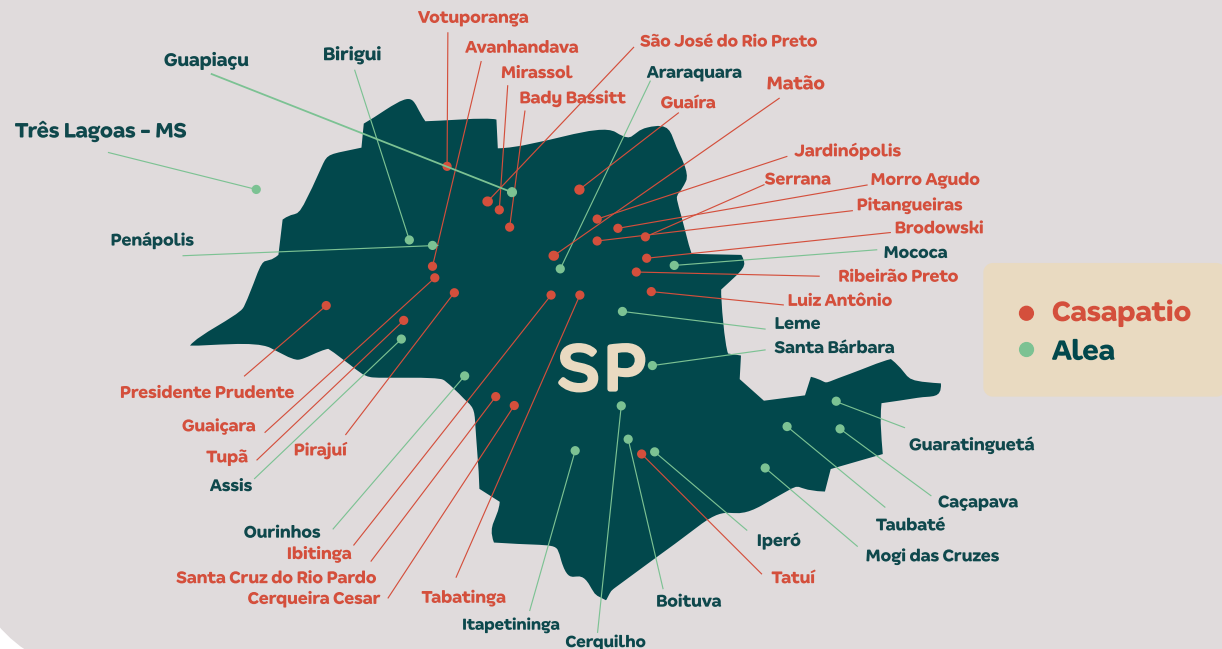 Votuporanga
São José do Rio Preto
Avanhandava
Birigui
Guapiaçu
Mirassol
Araraquara
Matão
Bady Bassitt
Guaíra
Três Lagoas - MS
Jardinópolis
Serrana
Morro Agudo
Pitangueiras
Brodowski
Penápolis
Mococa
Ribeirão Preto
Luiz Antônio
Casapatio
Leme
Santa Bárbara
Alea
SP
Presidente Prudente
Guaiçara
Guaratinguetá
Pirajuí
Tupã
Assis
Caçapava
Taubaté
Ourinhos
Iperó
Ibitinga
Mogi das Cruzes
Santa Cruz do Rio Pardo
Tatuí
Cerqueira Cesar
Tabatinga
Boituva
Itapetininga
Cerquilho